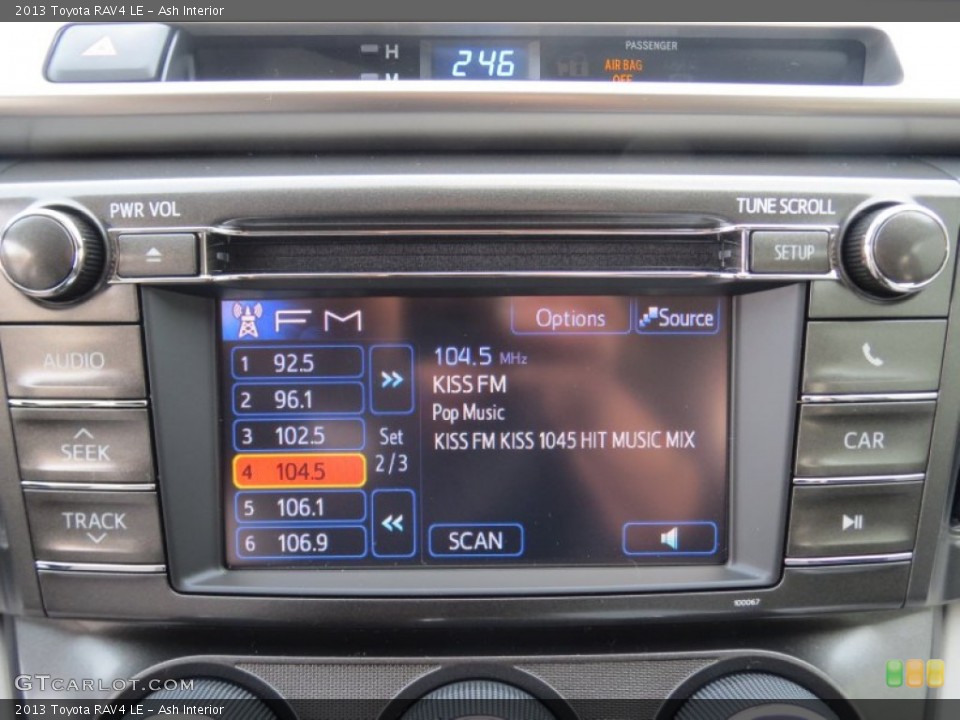 2013 Toyota RAV4 LE – Ash Interior
H
M
246
PASSENGER
AIR BAG
OFF
PWR VOL
TUNE SCROLL
SETUP
FM
Options
Source
AUDIO
SEEK
TRACK
1 92.5
2 96.1
3 102.5
4 104.5
5 106.1
6 106.9
Set
2/3
104.5 MHz
KISS FM
Pop Music
KISS FM KISS 1045 HIT MUSIC MIX
SCAN
CAR
100067
GTCARLOT.COM
2013 Toyota RAV4 LE – Ash Interior